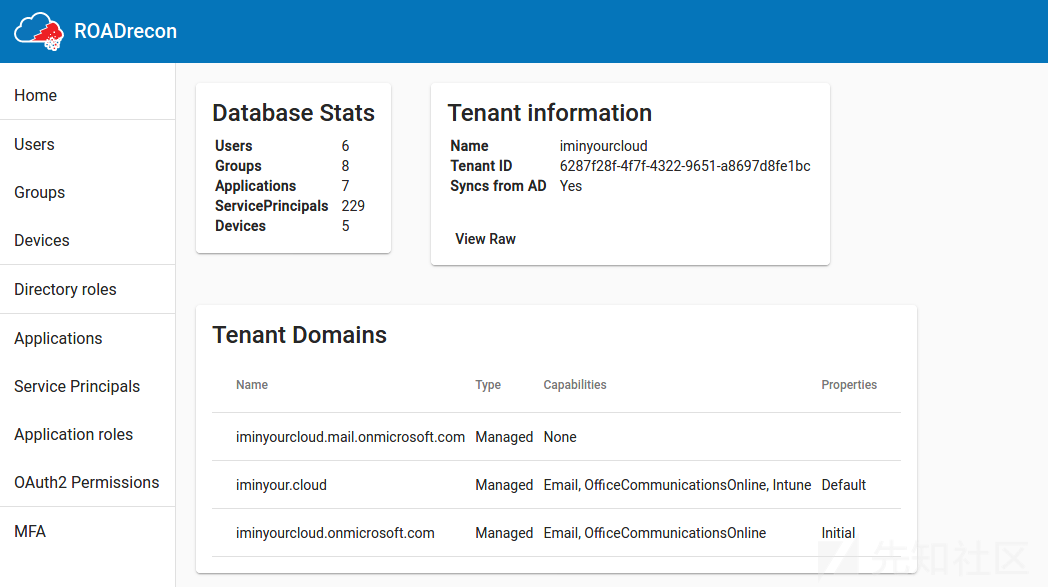 ROADrecon
Home
Users
Groups
Devices
Directory roles
Applications
Service Principals
Application roles
OAuth2 Permissions
MFA
Database Stats
Users 6
Groups 8
Applications 7
ServicePrincipals 229
Devices 5
Tenant information
Name iminyourcloud
Tenant ID 6287f28f-4f7f-4322-9651-a8697d8fe1bc
Syncs from AD Yes
View Raw
Tenant Domains
Name Type Capabilities Properties
iminyourcloud.mail.onmicrosoft.com Managed None
iminyour.cloud Managed Email, OfficeCommunicationsOnline, Intune Default
iminyourcloud.onmicrosoft.com Managed Email, OfficeCommunicationsOnline Initial
先知社区